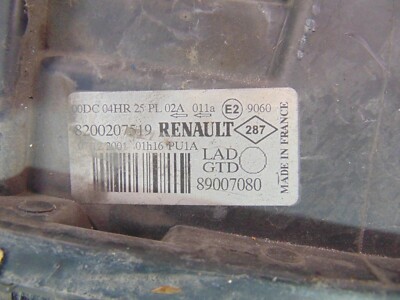 00DC 04HR 25 PL 02A 011a E2 9060
8200207519 RENAULT 287
2001 01h16 PU1A
LAD
GTD
89007080
MADE IN FRANCE